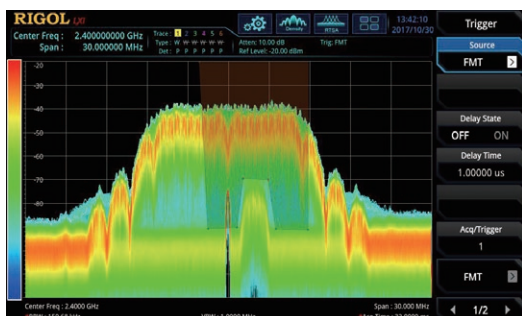 RIGOL
13:42:10
2017/10/30
Center Freq : 2.400000000 GHz
Span : 30.000000 MHz
Trace : 1 2 3 4 5 6
Type : W W W W W W
Det : P P P P P P
Atten: 10.00 dB
Ref Level: -20.00 dBm
Trig: FMT
Density
RTSA
Trigger
Source
FMT
Delay State
OFF ON
Delay Time
1.00000 us
Acq/Trigger
1
FMT
1/2
-20
-30
-40
-60
-80
Center Freq : 2.4000 GHz
Span : 30.000 MHz